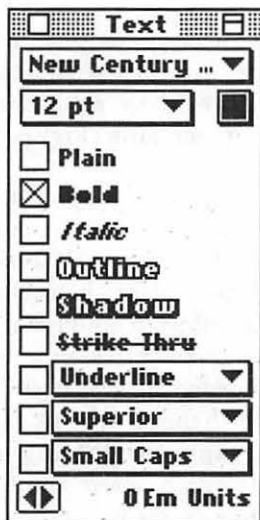 Text
New Century ...
12 pt
Plain
Bold
Italic
Outline
Shadow
Strike Thru
Underline
Superior
Small Caps
0 Em Units